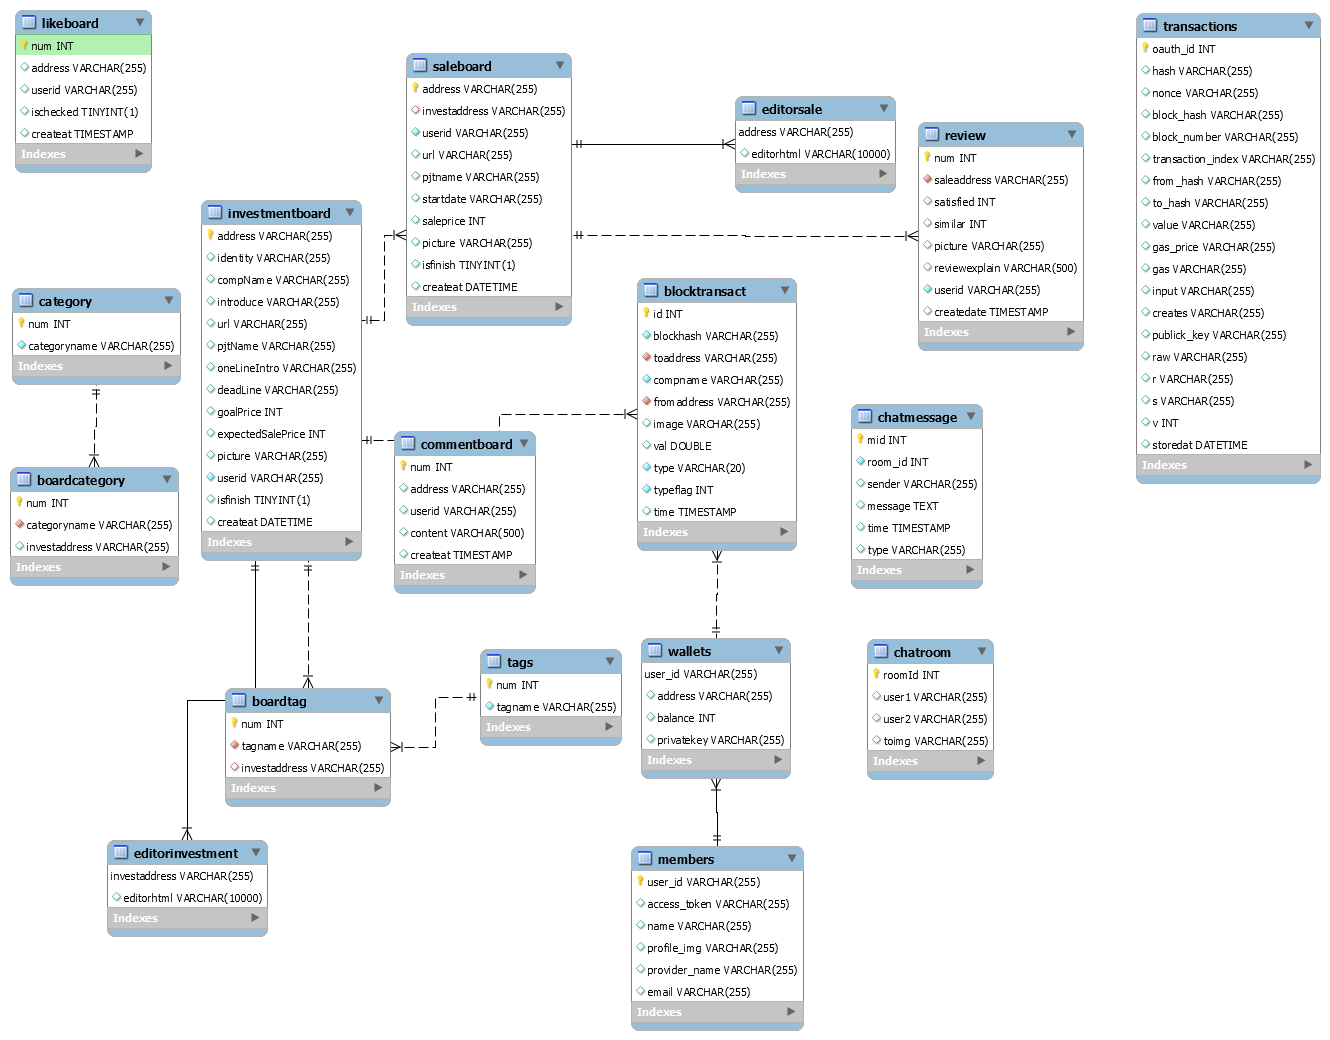 likeboard
num INT
address VARCHAR(255)
userid VARCHAR(255)
ischecked TINYINT(1)
createat TIMESTAMP
Indexes
category
num INT
categoryname VARCHAR(255)
Indexes
boardcategory
num INT
categoryname VARCHAR(255)
investaddress VARCHAR(255)
Indexes
investmentboard
address VARCHAR(255)
identity VARCHAR(255)
compName VARCHAR(255)
introduce VARCHAR(255)
url VARCHAR(255)
pjtName VARCHAR(255)
oneLineIntro VARCHAR(255)
deadLine VARCHAR(255)
goalPrice INT
expectedSalePrice INT
picture VARCHAR(255)
userid VARCHAR(255)
isfinish TINYINT(1)
createat DATETIME
Indexes
saleboard
address VARCHAR(255)
investaddress VARCHAR(255)
userid VARCHAR(255)
url VARCHAR(255)
pjtname VARCHAR(255)
startdate VARCHAR(255)
saleprice INT
picture VARCHAR(255)
isfinish TINYINT(1)
createat DATETIME
Indexes
editorsale
address VARCHAR(255)
editorhtml VARCHAR(10000)
Indexes
review
num INT
saleaddress VARCHAR(255)
satisfied INT
similar INT
picture VARCHAR(255)
reviewexplain VARCHAR(500)
userid VARCHAR(255)
createdate TIMESTAMP
Indexes
transactions
oauth_id INT
hash VARCHAR(255)
nonce VARCHAR(255)
block_hash VARCHAR(255)
block_number VARCHAR(255)
transaction_index VARCHAR(255)
from_hash VARCHAR(255)
to_hash VARCHAR(255)
value VARCHAR(255)
gas_price VARCHAR(255)
gas VARCHAR(255)
input VARCHAR(255)
creates VARCHAR(255)
publick_key VARCHAR(255)
raw VARCHAR(255)
r VARCHAR(255)
s VARCHAR(255)
v INT
storedat DATETIME
Indexes
blocktransact
id INT
blockhash VARCHAR(255)
toaddress VARCHAR(255)
compname VARCHAR(255)
fromaddress VARCHAR(255)
image VARCHAR(255)
val DOUBLE
type VARCHAR(20)
typeflag INT
time TIMESTAMP
Indexes
commentboard
num INT
address VARCHAR(255)
userid VARCHAR(255)
content VARCHAR(500)
createat TIMESTAMP
Indexes
chatmessage
mid INT
room_id INT
sender VARCHAR(255)
message TEXT
time TIMESTAMP
type VARCHAR(255)
Indexes
boardtag
num INT
tagname VARCHAR(255)
investaddress VARCHAR(255)
Indexes
tags
num INT
tagname VARCHAR(255)
Indexes
wallets
user_id VARCHAR(255)
address VARCHAR(255)
balance INT
privatekey VARCHAR(255)
Indexes
chatroom
roomId INT
user1 VARCHAR(255)
user2 VARCHAR(255)
toimg VARCHAR(255)
Indexes
editorinvestment
investaddress VARCHAR(255)
editorhtml VARCHAR(10000)
Indexes
members
user_id VARCHAR(255)
access_token VARCHAR(255)
name VARCHAR(255)
profile_img VARCHAR(255)
provider_name VARCHAR(255)
email VARCHAR(255)
Indexes